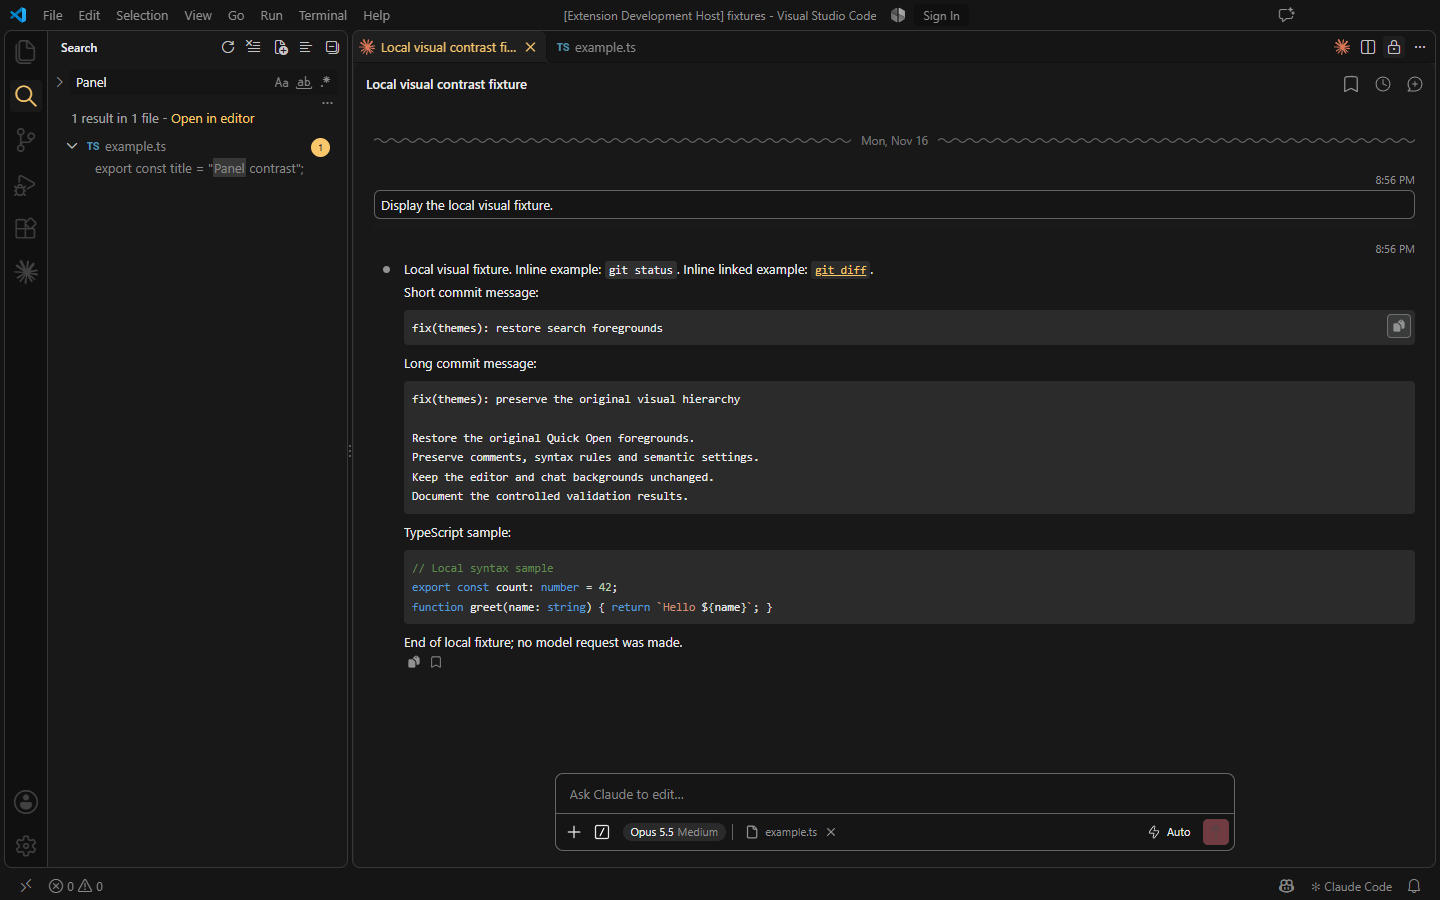 File Edit Selection View Go Run Terminal Help [Extension Development Host] fixtures - Visual Studio Code Sign In
Search
Panel
Aa ab .*
1 result in 1 file - Open in editor
TS example.ts 1
export const title = "Panel contrast";
Local visual contrast fi... TS example.ts
Local visual contrast fixture
Mon, Nov 16
8:56 PM
Display the local visual fixture.
8:56 PM
Local visual fixture. Inline example: git status. Inline linked example: git diff.
Short commit message:
fix(themes): restore search foregrounds
Long commit message:
fix(themes): preserve the original visual hierarchy
Restore the original Quick Open foregrounds.
Preserve comments, syntax rules and semantic settings.
Keep the editor and chat backgrounds unchanged.
Document the controlled validation results.
TypeScript sample:
// Local syntax sample
export const count: number = 42;
function greet(name: string) { return `Hello ${name}`; }
End of local fixture; no model request was made.
Ask Claude to edit...
Opus 5.5 Medium example.ts Auto
0 0 Claude Code